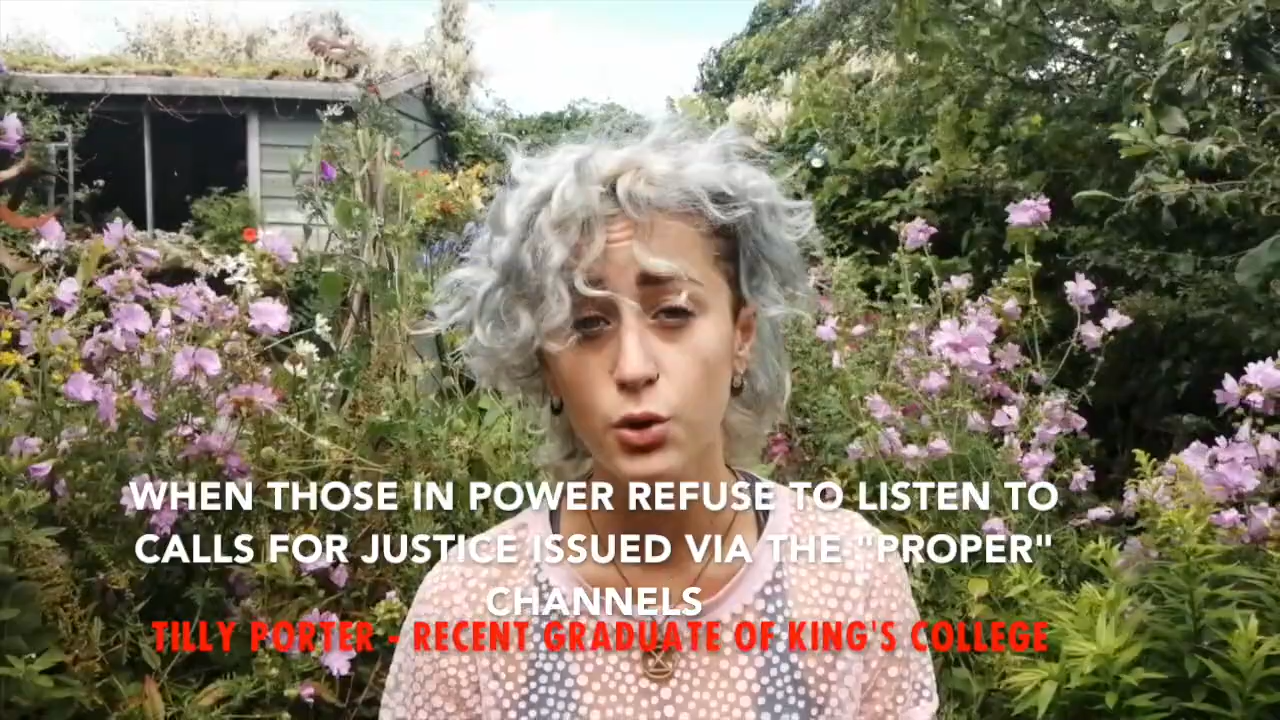 WHEN THOSE IN POWER REFUSE TO LISTEN TO
CALLS FOR JUSTICE ISSUED VIA THE "PROPER"
CHANNELS
TILLY PORTER - RECENT GRADUATE OF KING'S COLLEGE